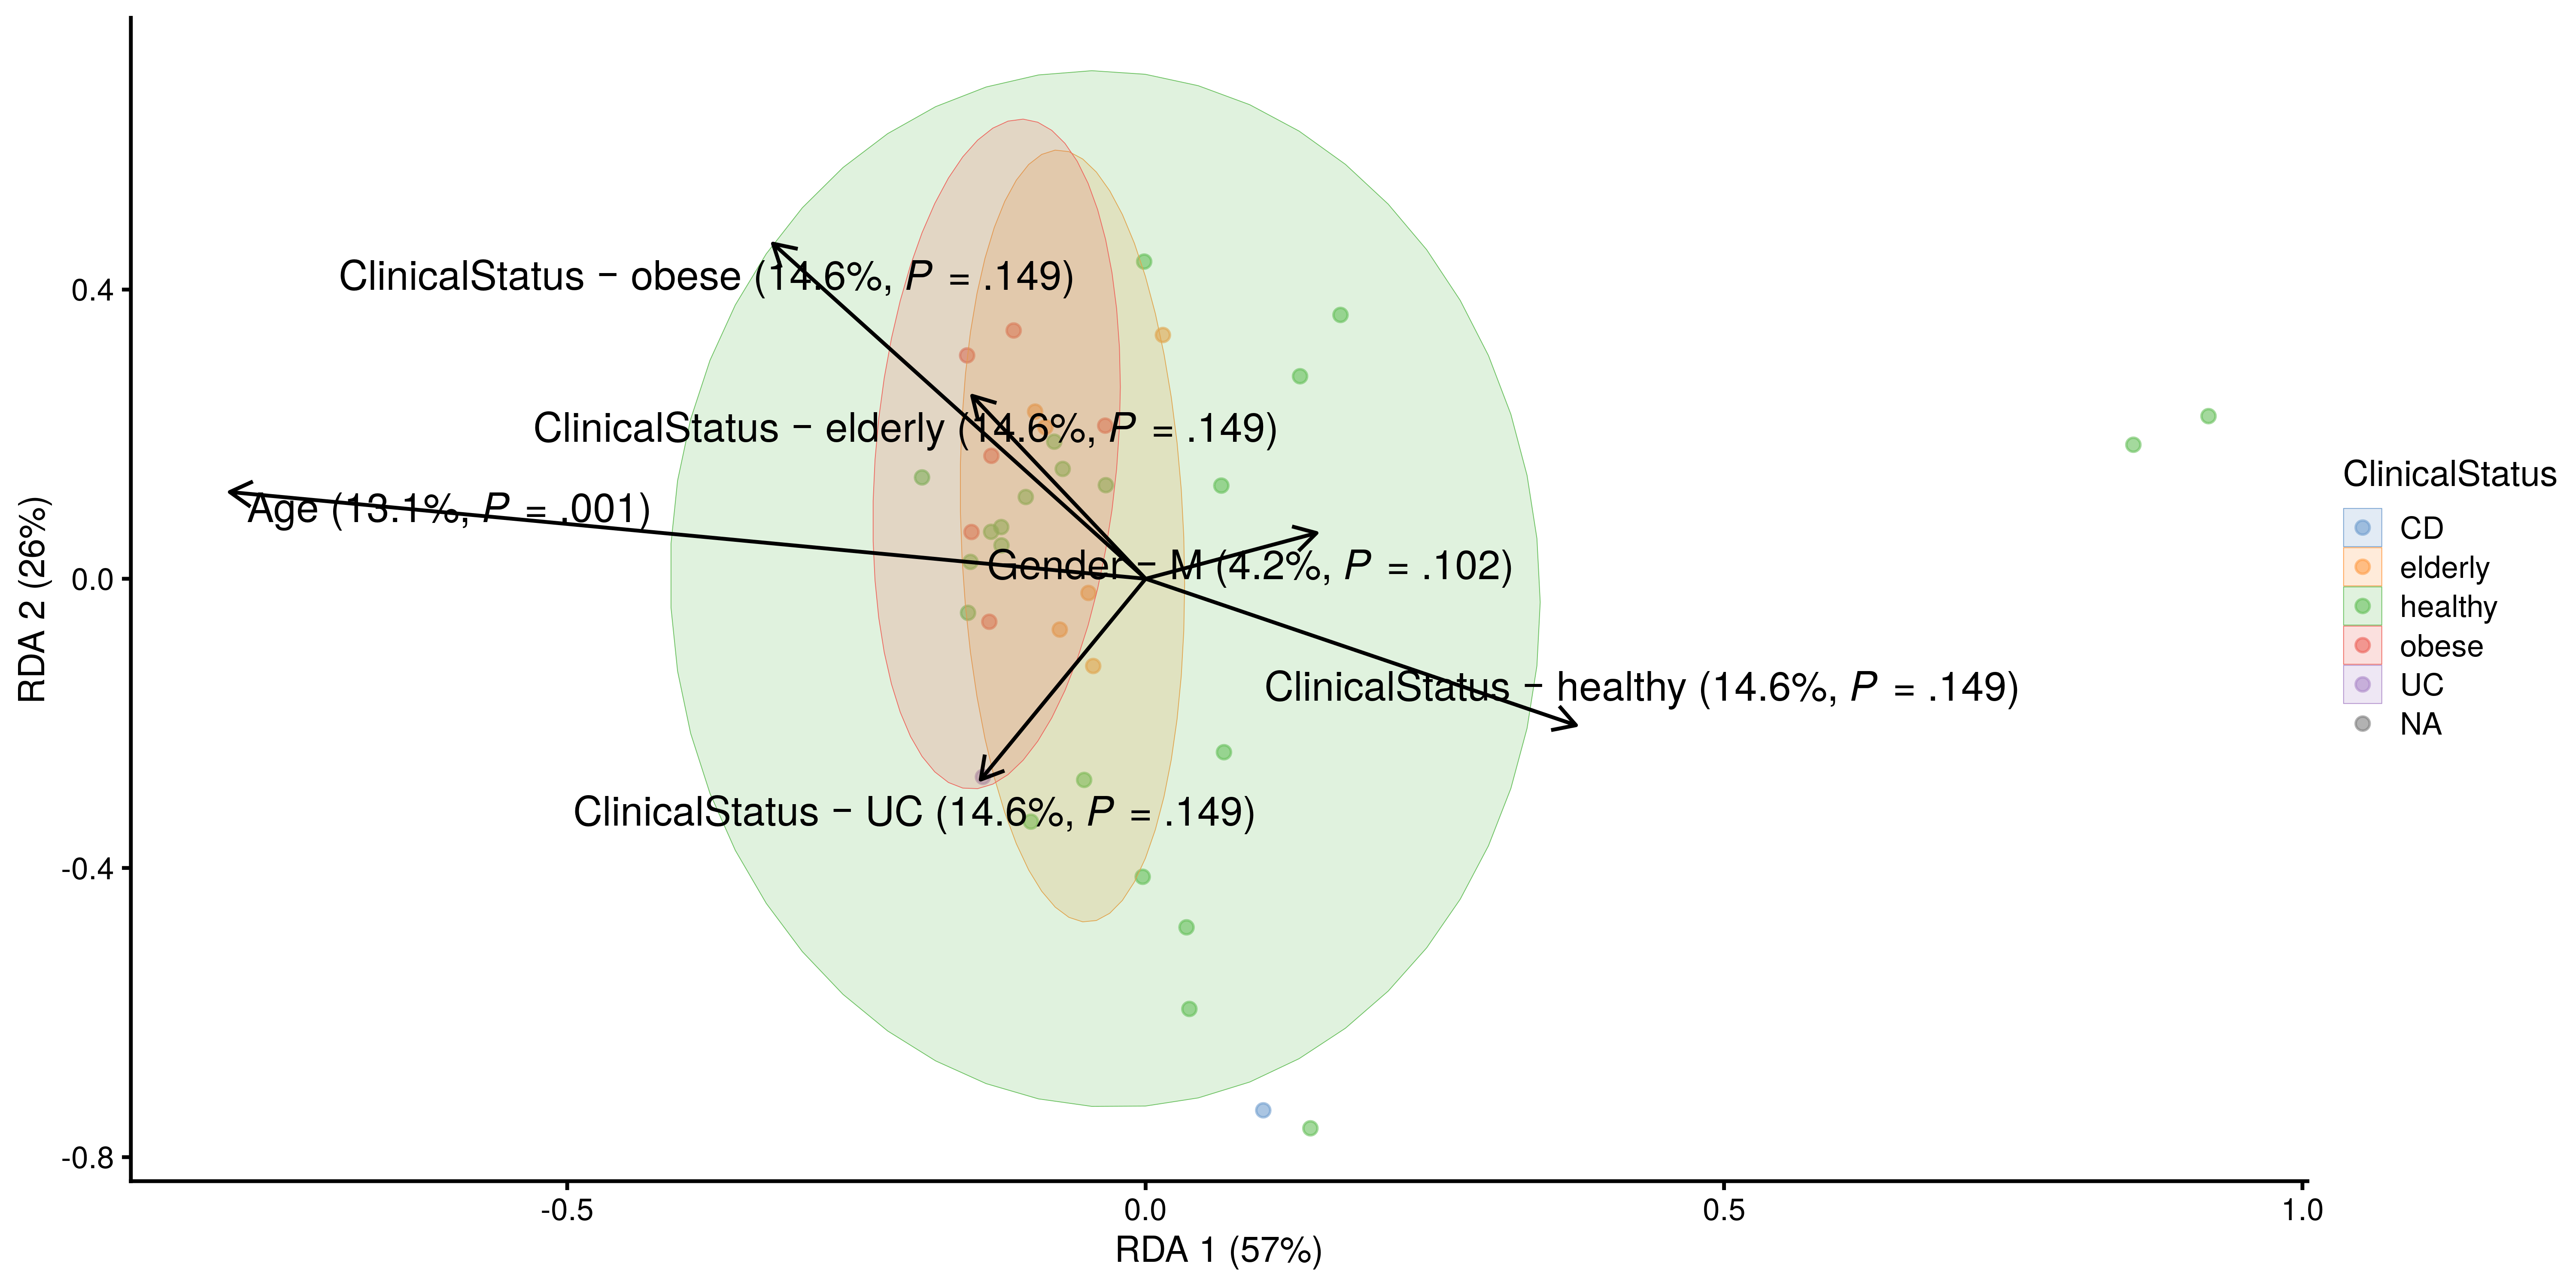 ClinicalStatus − obese (14.6%, P = .149)
0.4
ClinicalStatus − elderly (14.6%, P = .149)
Age (13.1%, P = .001)
Gender − M (4.2%, P = .102)
0.0
ClinicalStatus − healthy (14.6%, P = .149)
ClinicalStatus − UC (14.6%, P = .149)
-0.4
-0.8
RDA 2 (26%)
-0.5
0.0
0.5
1.0
RDA 1 (57%)
ClinicalStatus
CD
elderly
healthy
obese
UC
NA